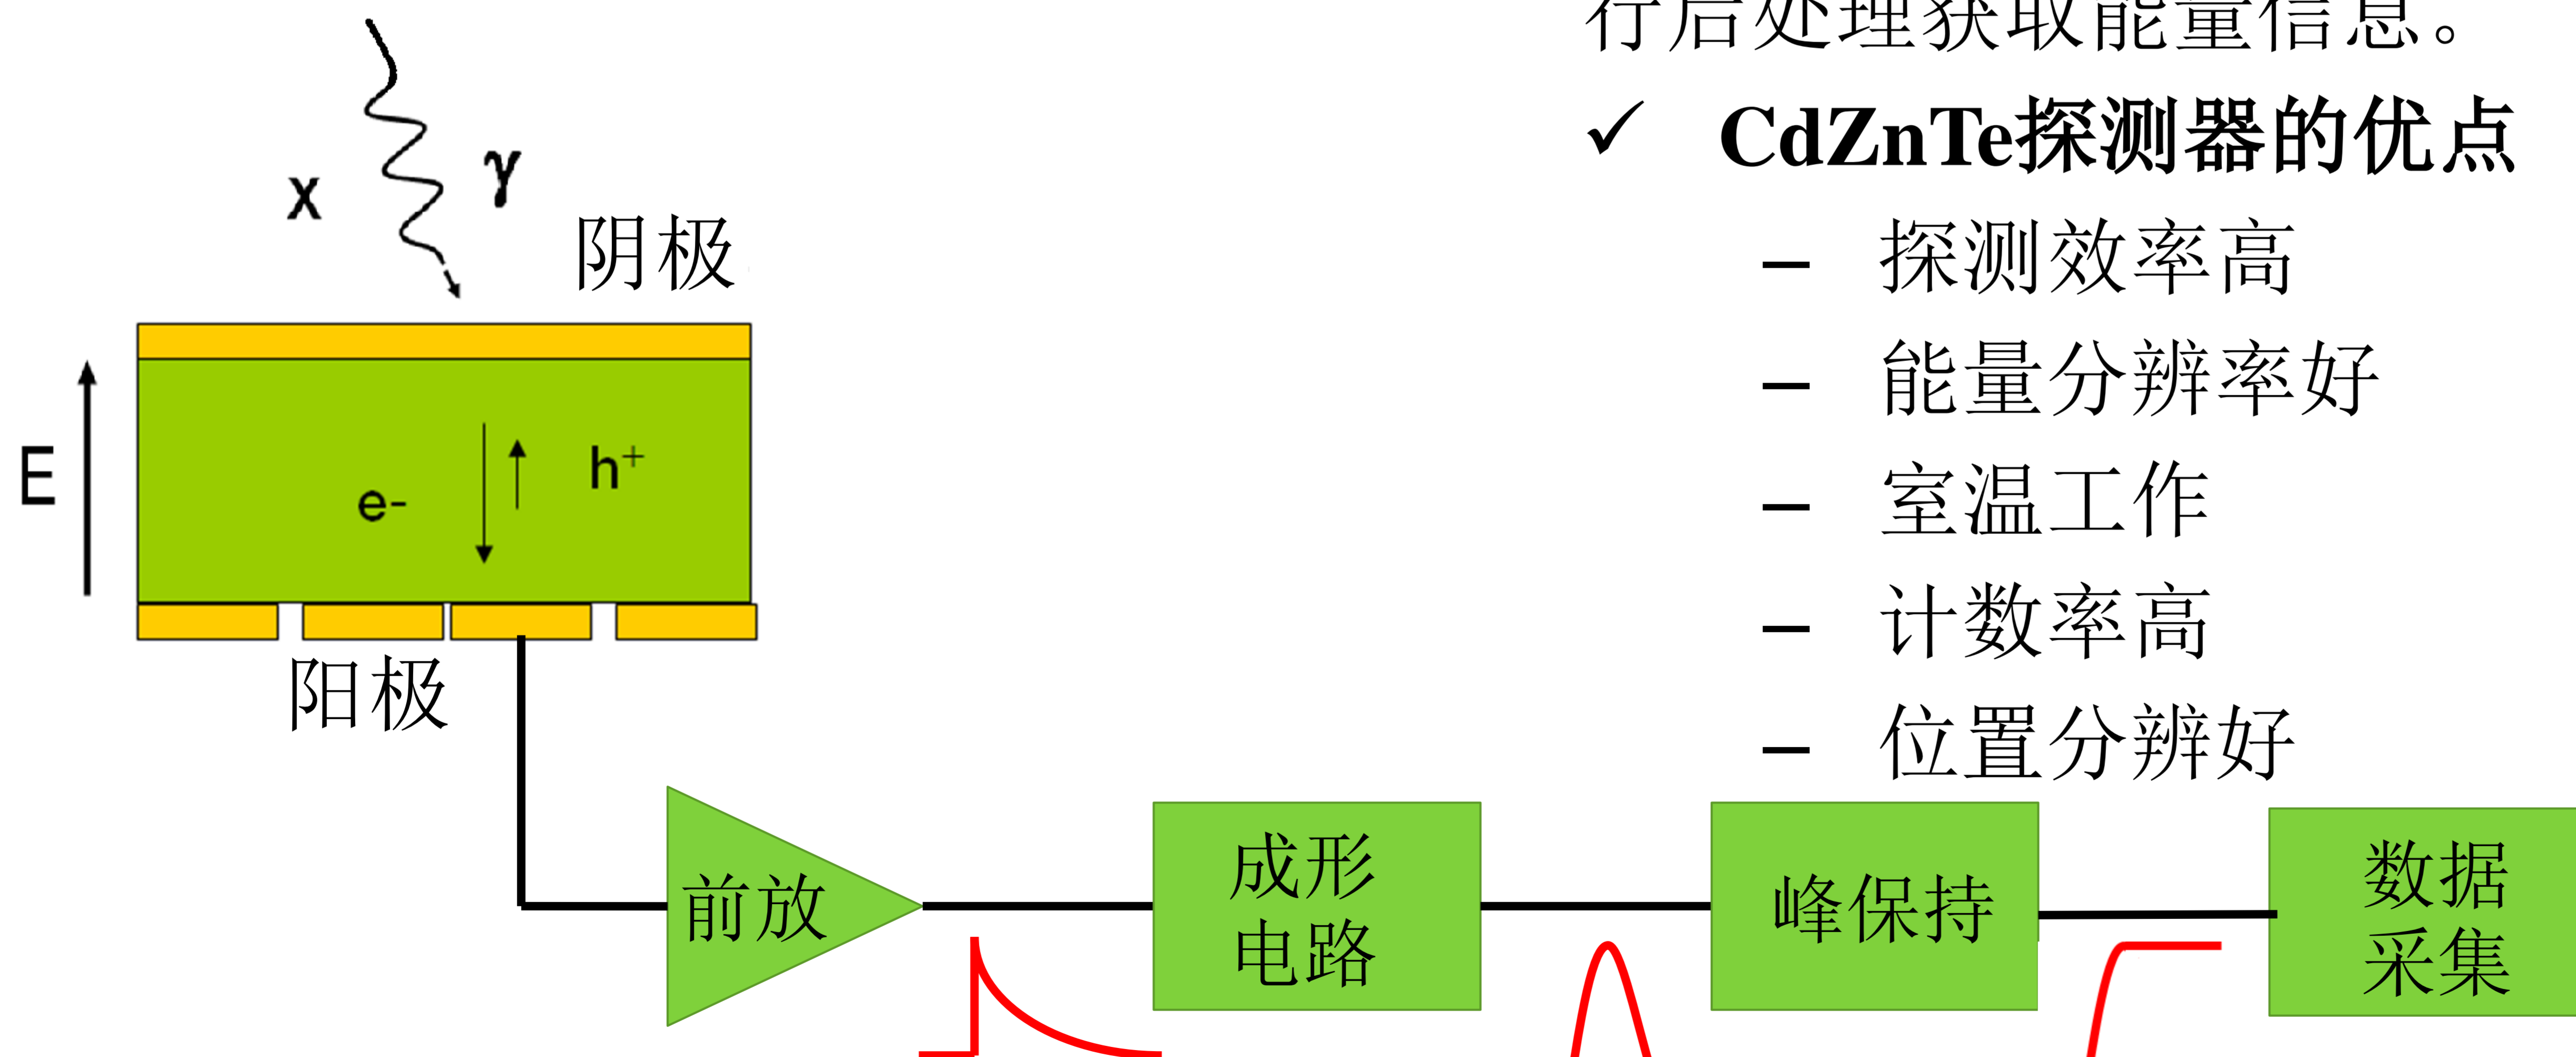 行后处理获取能量信息。
✓ CdZnTe探测器的优点
– 探测效率高
– 能量分辨率好
– 室温工作
– 计数率高
– 位置分辨好
X
γ
阴极
E
e-
h⁺
阳极
前放
成形
电路
峰保持
数据
采集